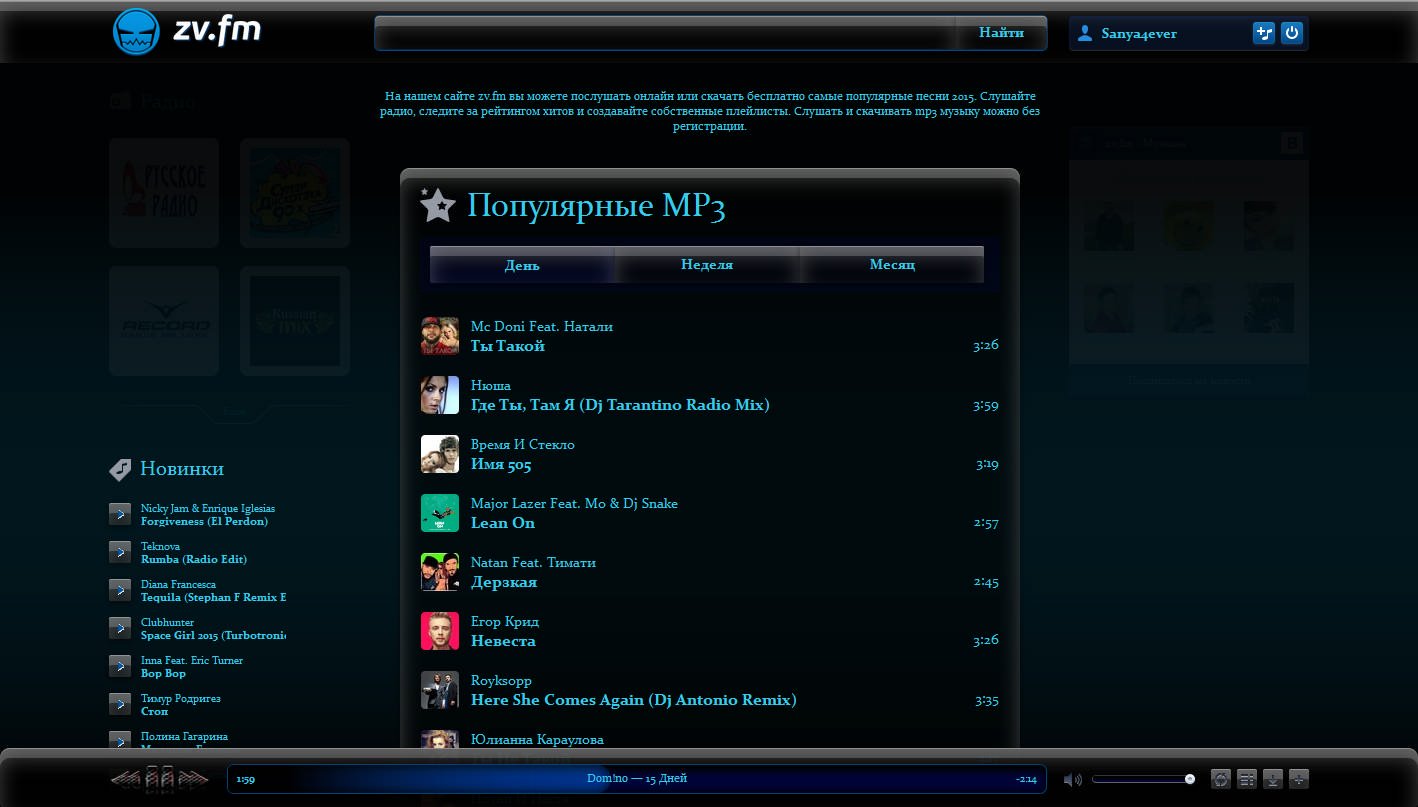 zv.fm
Найти
Sanya4ever
На нашем сайте zv.fm вы можете послушать онлайн или скачать бесплатно самые популярные песни 2015. Слушайте
радио, следите за рейтингом хитов и создавайте собственные плейлисты. Слушать и скачивать mp3 музыку можно без
регистрации.
Радио
РУССКОЕ
РАДИО
RECORD
Russian
mix
Новинки
Nicky Jam & Enrique Iglesias
Forgiveness (El Perdon)
Teknova
Rumba (Radio Edit)
Diana Francesca
Tequila (Stephan F Remix E
Clubhunter
Space Girl 2015 (Turbotronic
Inna Feat. Eric Turner
Bop Bop
Тимур Родригез
Стоп
Полина Гагарина
Популярные MP3
День
Неделя
Месяц
Mc Doni Feat. Натали
Ты Такой
3:26
Нюша
Где Ты, Там Я (Dj Tarantino Radio Mix)
3:59
Время И Стекло
Имя 505
3:19
Major Lazer Feat. Mo & Dj Snake
Lean On
2:57
Natan Feat. Тимати
Дерзкая
2:45
Егор Крид
Невеста
3:26
Royksopp
Here She Comes Again (Dj Antonio Remix)
3:35
Юлианна Караулова
1:59
Dom!no — 15 Дней
-2:14